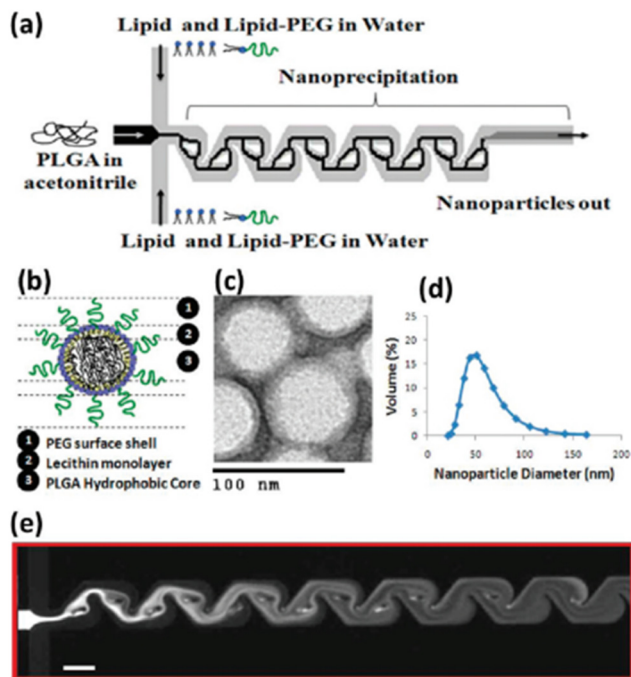 (a)
Lipid and Lipid-PEG in Water
Nanoprecipitation
PLGA in
acetonitrile
Nanoparticles out
Lipid and Lipid-PEG in Water
(b)
1
2
3
1 PEG surface shell
2 Lecithin monolayer
3 PLGA Hydrophobic Core
(c)
100 nm
(d)
Volume (%)
25
20
15
10
5
0
0 50 100 150 200
Nanoparticle Diameter (nm)
(e)